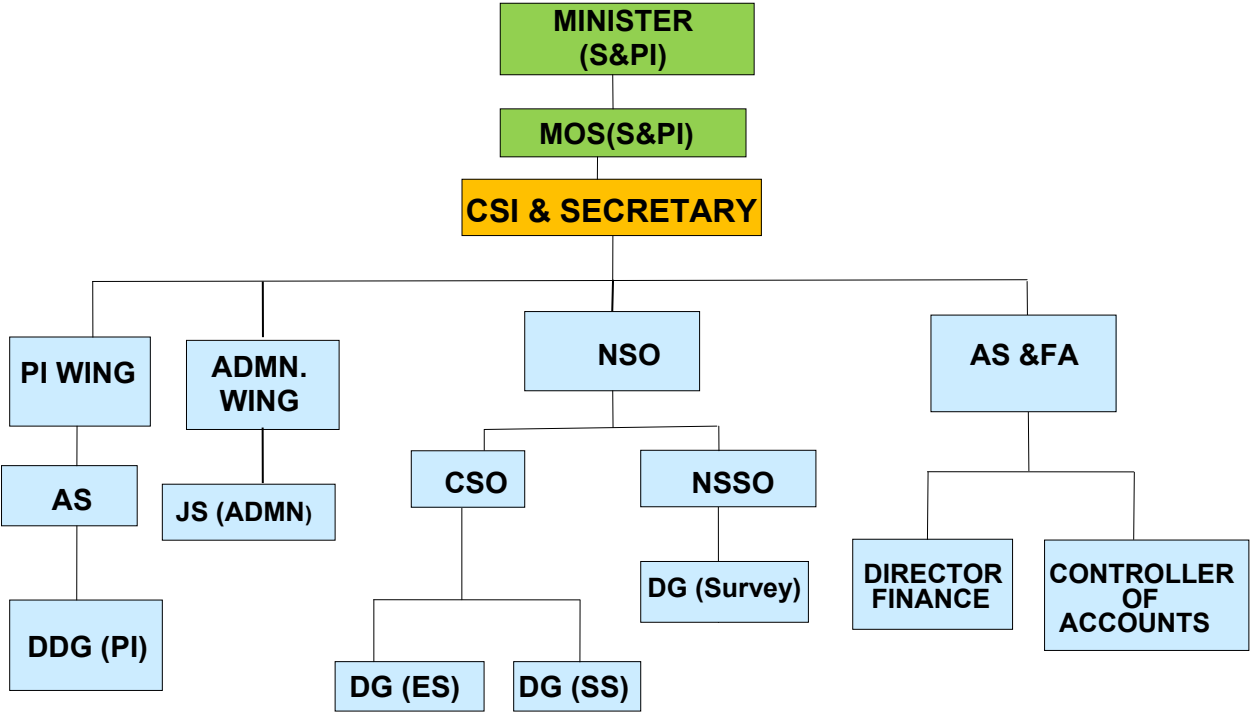 MINISTER
(S&PI)
MOS(S&PI)
CSI & SECRETARY
PI WING
ADMN.
WING
NSO
AS &FA
AS
JS (ADMN)
CSO
NSSO
DDG (PI)
DG (ES)
DG (SS)
DG (Survey)
DIRECTOR
FINANCE
CONTROLLER
OF
ACCOUNTS